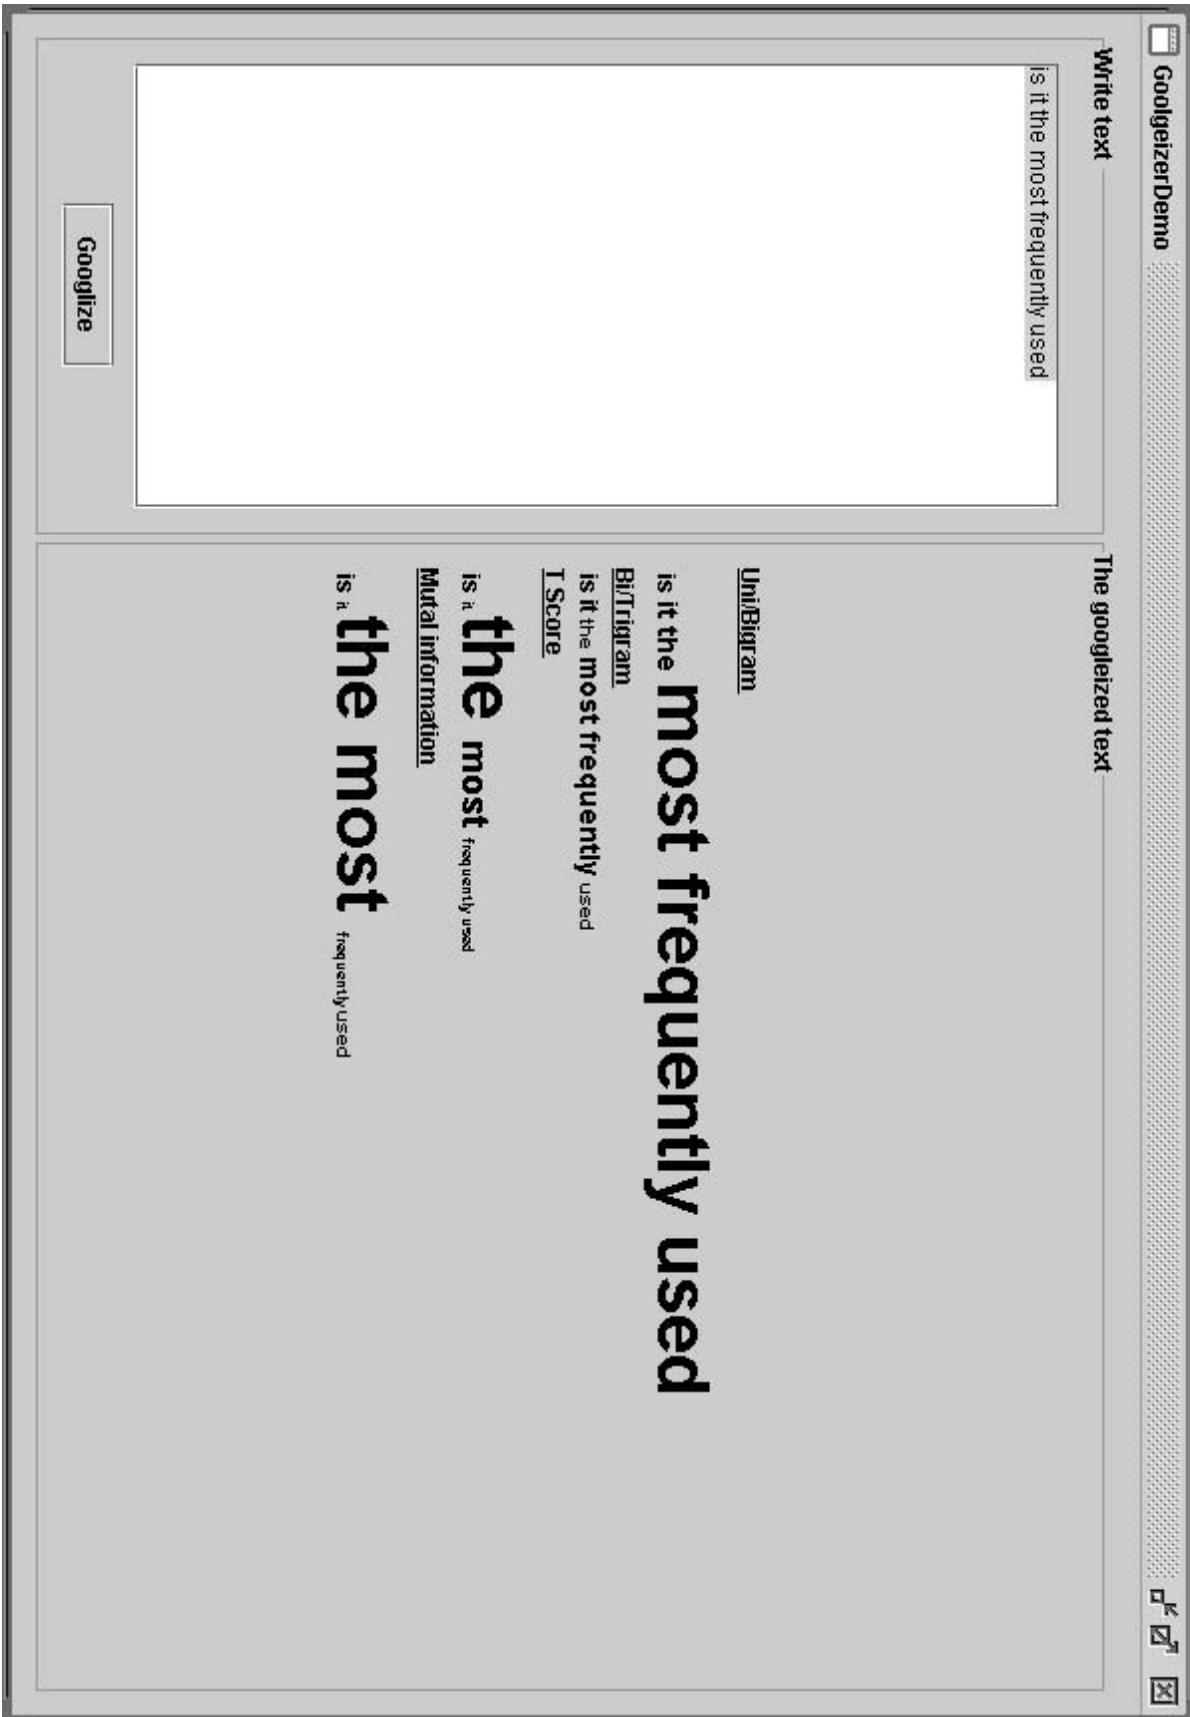 GoolgeizerDemo
Write text
is it the most frequently used
Googlize
The googleized text
Uni/Bigram
is it the most frequently used
Bi/Trigram
is it the most frequently used
T Score
is it the most frequently used
Mutal information
is it the most frequently used